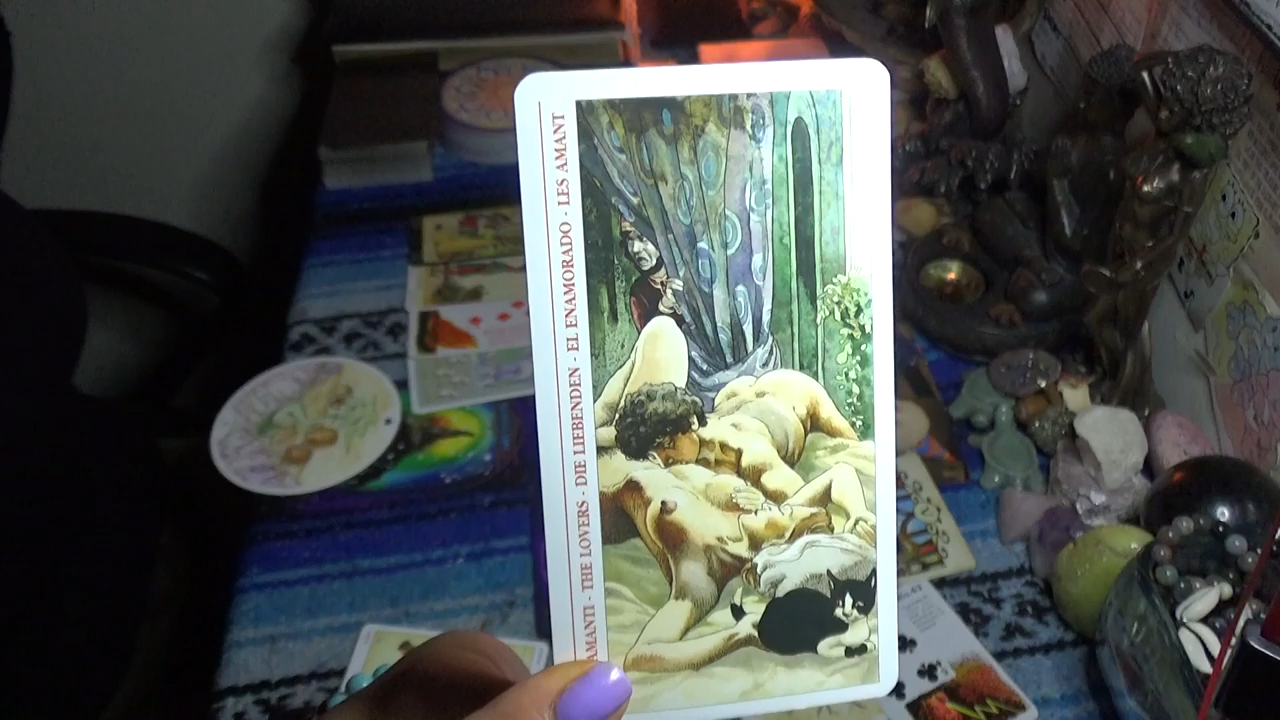 AMANTI - THE LOVERS - DIE LIEBENDEN - EL ENAMORADO - LES AMANT